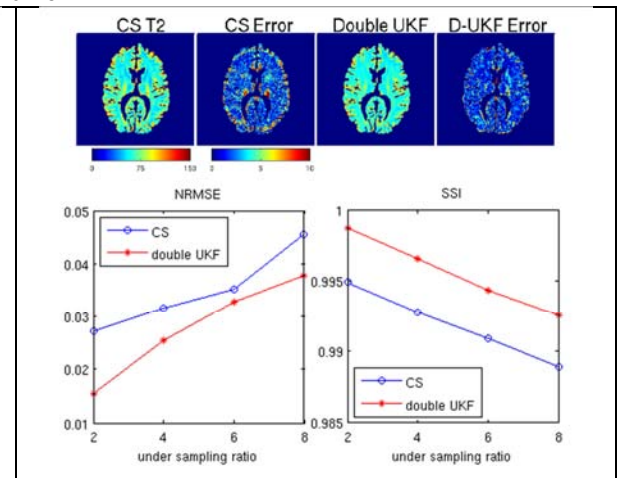 CS T2 CS Error Double UKF D-UKF Error
0 75 150 2 5 10
NRMSE
0.05
0.04
0.03
0.02
0.01
CS
double UKF
2 4 6 8
under sampling ratio
SSI
1
0.995
0.99
0.985
CS
double UKF
2 4 6 8
under sampling ratio